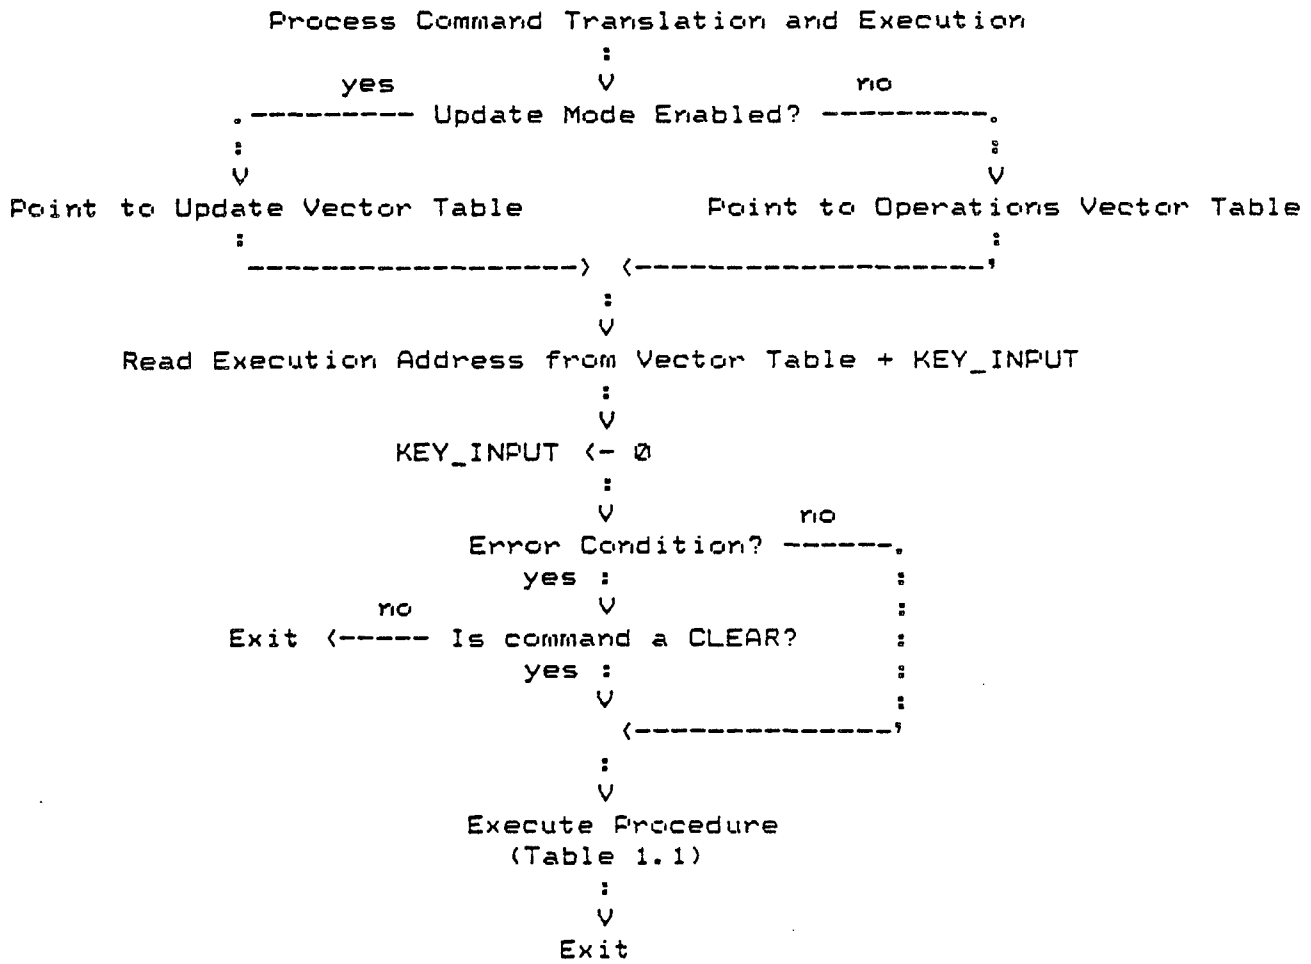 Process Command Translation and Execution
:
V
yes no
.--------- Update Mode Enabled? ---------.
: :
V V
Point to Update Vector Table Point to Operations Vector Table
: :
------------------> <-------------------'
:
V
Read Execution Address from Vector Table + KEY_INPUT
:
V
KEY_INPUT <- 0
:
V no
Error Condition? ------.
yes : :
no V :
Exit <----- Is command a CLEAR? :
yes : :
V :
<--------------'
:
V
Execute Procedure
(Table 1.1)
:
V
Exit